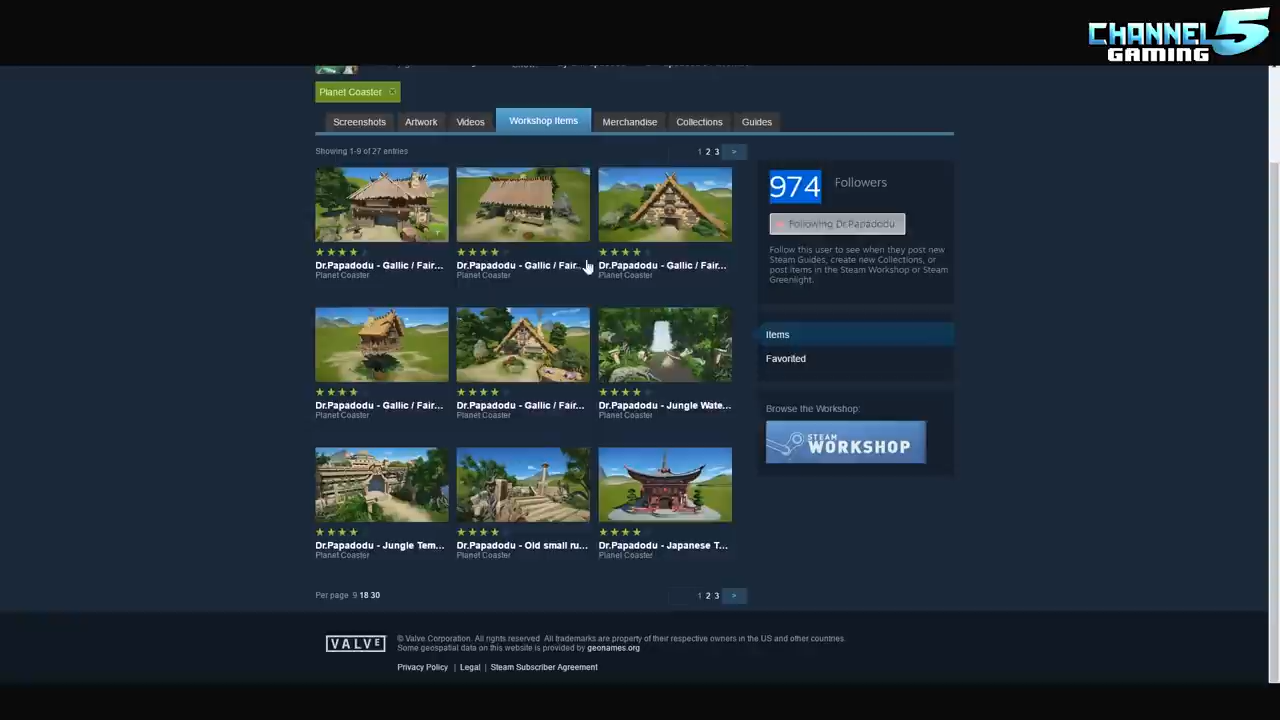 CHANNEL 5
GAMING
Planet Coaster
Screenshots Artwork Videos Workshop Items Merchandise Collections Guides
Showing 1-9 of 27 entries
1 2 3 >
974 Followers
Following Dr.Papadodu
Follow this user to see when they post new
Steam Guides, create new Collections, or
post items in the Steam Workshop or Steam
Greenlight.
Dr.Papadodu - Gallic / Fair... Dr.Papadodu - Gallic / Fair... Dr.Papadodu - Gallic / Fair...
Planet Coaster Planet Coaster Planet Coaster
Items
Favorited
Dr.Papadodu - Gallic / Fair... Dr.Papadodu - Gallic / Fair... Dr.Papadodu - Jungle Wate...
Planet Coaster Planet Coaster Planet Coaster
Browse the Workshop:
STEAM
WORKSHOP
Dr.Papadodu - Jungle Tem... Dr.Papadodu - Old small ru... Dr.Papadodu - Japanese T...
Planet Coaster Planet Coaster Planet Coaster
Per page 9 18 30
1 2 3 >
VALVE
© Valve Corporation. All rights reserved. All trademarks are property of their respective owners in the US and other countries.
Some geospatial data on this website is provided by geonames.org
Privacy Policy | Legal | Steam Subscriber Agreement